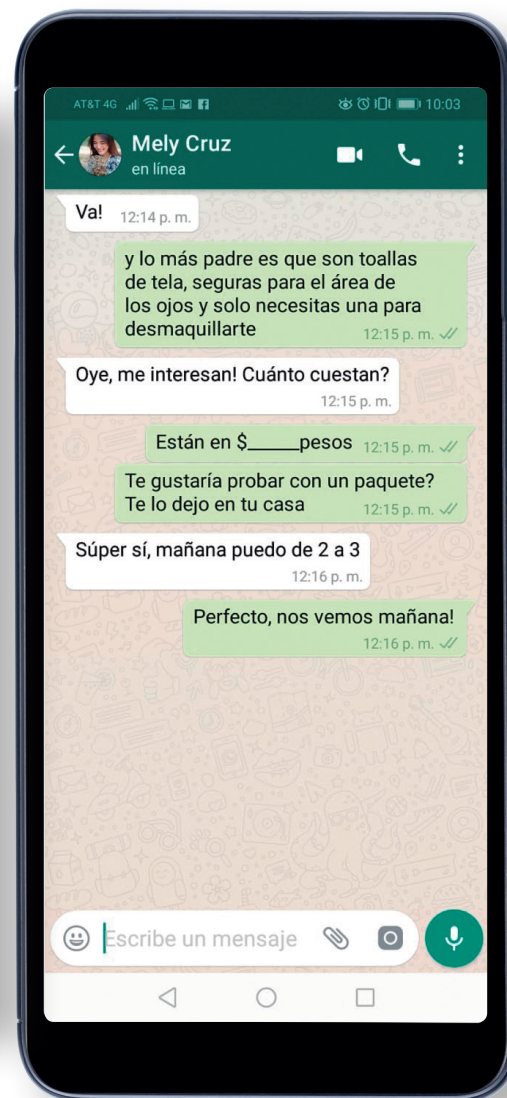 AT&T 4G
10:03
Mely Cruz
en línea
Va!
12:14 p. m.
y lo más padre es que son toallas
de tela, seguras para el área de
los ojos y solo necesitas una para
desmaquillarte
12:15 p. m.
Oye, me interesan! Cuánto cuestan?
12:15 p. m.
Están en $_____pesos 12:15 p. m.
Te gustaría probar con un paquete?
Te lo dejo en tu casa
12:15 p. m.
Súper sí, mañana puedo de 2 a 3
12:16 p. m.
Perfecto, nos vemos mañana!
12:16 p. m.
Escribe un mensaje